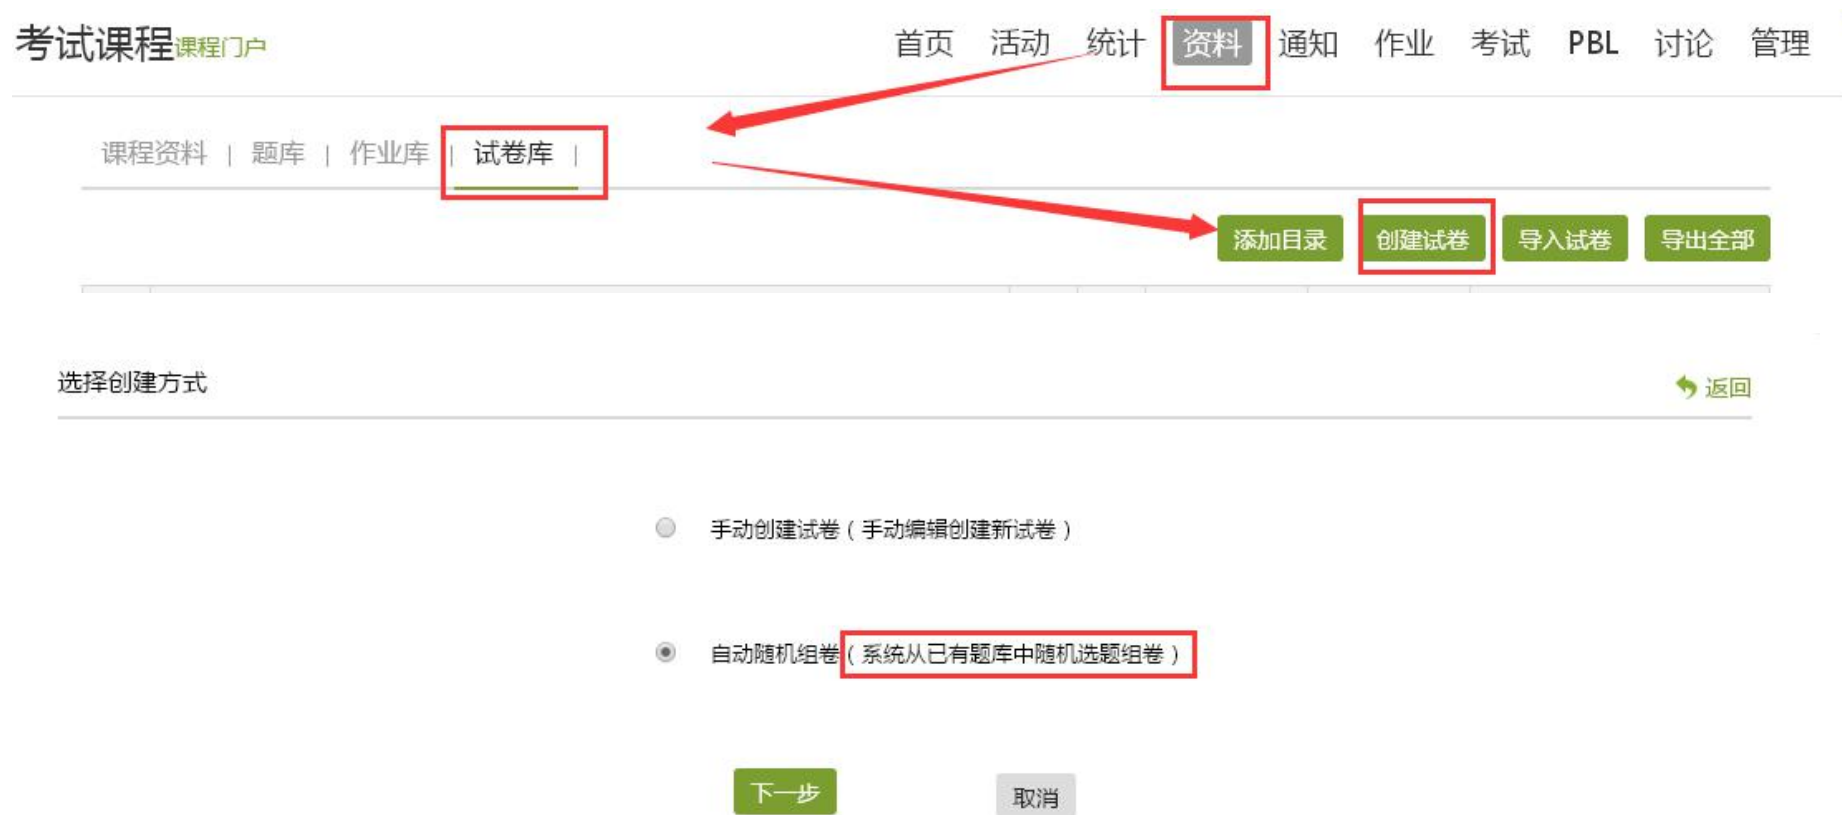 考试课程课程门户 首页 活动 统计 资料 通知 作业 考试 PBL 讨论 管理
课程资料 | 题库 | 作业库 | 试卷库 |
添加目录 创建试卷 导入试卷 导出全部
选择创建方式 返回
手动创建试卷（手动编辑创建新试卷）
自动随机组卷（系统从已有题库中随机选题组卷）
下一步 取消